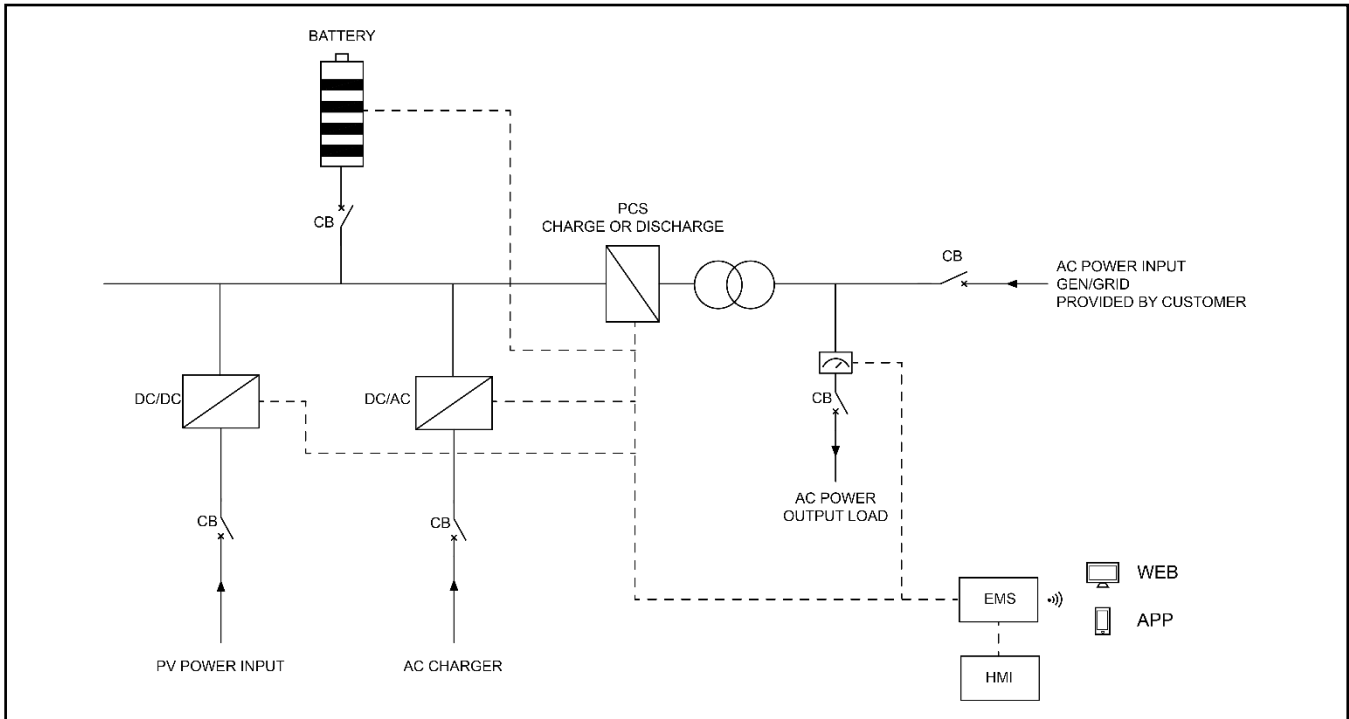 BATTERY
CB
PCS
CHARGE OR DISCHARGE
CB
AC POWER INPUT
GEN/GRID
PROVIDED BY CUSTOMER
DC/DC
DC/AC
CB
AC POWER
OUTPUT LOAD
CB
CB
PV POWER INPUT
AC CHARGER
EMS
WEB
APP
HMI